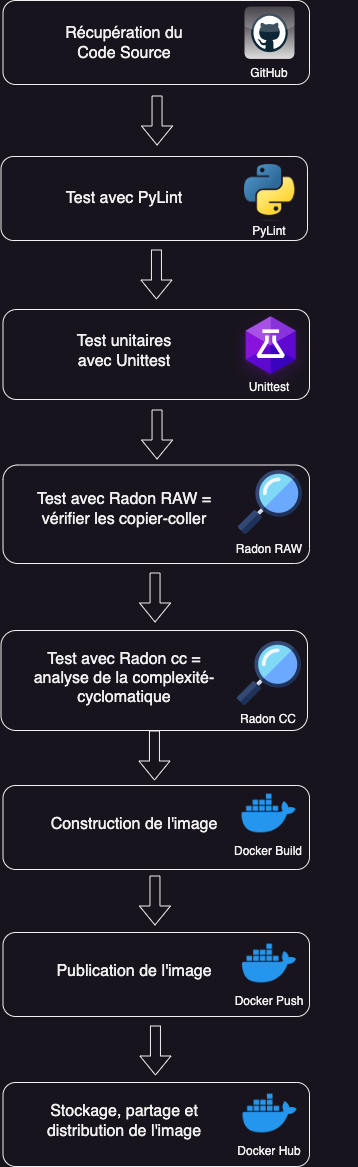 Récupération du
Code Source
GitHub
Test avec PyLint
PyLint
Test unitaires
avec Unittest
Unittest
Test avec Radon RAW =
vérifier les copier-coller
Radon RAW
Test avec Radon cc =
analyse de la complexité-
cyclomatique
Radon CC
Construction de l'image
Docker Build
Publication de l'image
Docker Push
Stockage, partage et
distribution de l'image
Docker Hub